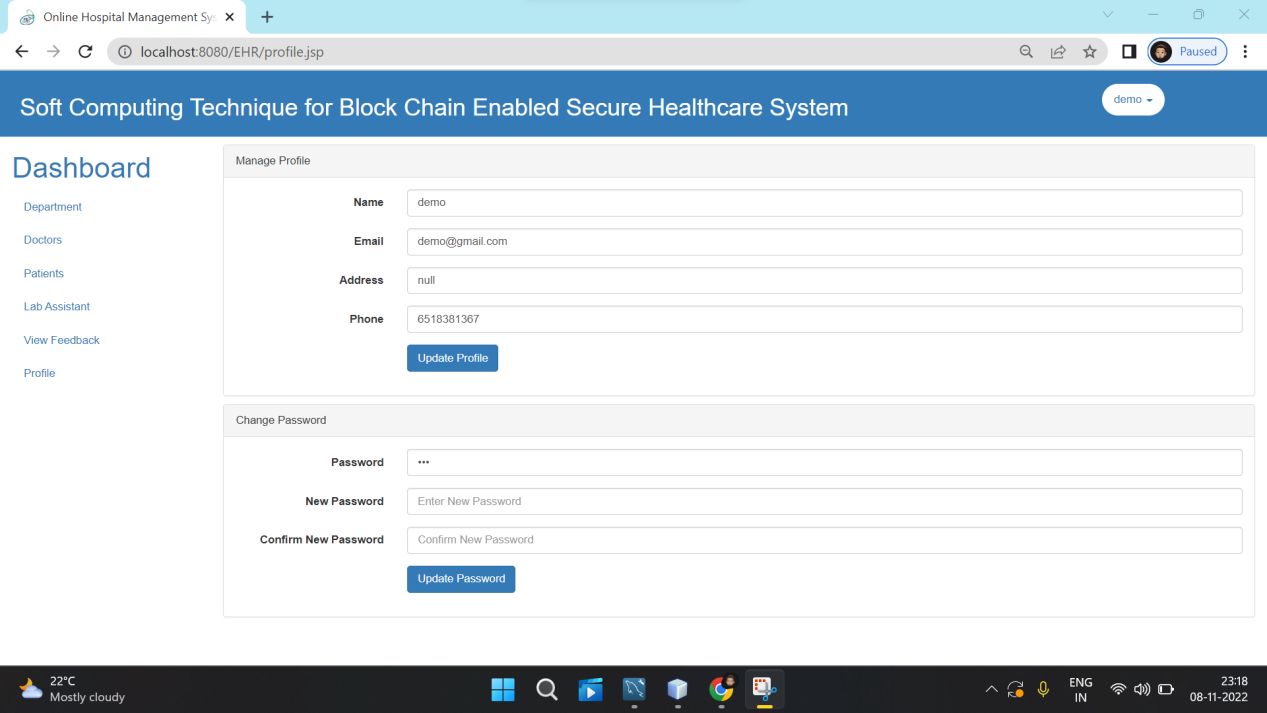 Online Hospital Management Sys
localhost:8080/EHR/profile.jsp
Paused
Soft Computing Technique for Block Chain Enabled Secure Healthcare System
demo
Dashboard
Department
Doctors
Patients
Lab Assistant
View Feedback
Profile
Manage Profile
Name demo
Email demo@gmail.com
Address null
Phone 6518381367
Update Profile
Change Password
Password •••
New Password Enter New Password
Confirm New Password Confirm New Password
Update Password
22°C
Mostly cloudy
ENG
IN
23:18
08-11-2022